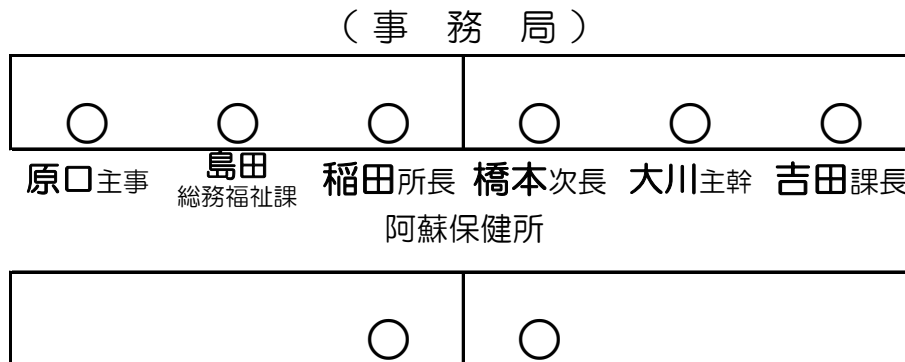 （事　務　局）
原口主事 島田 総務福祉課 稲田所長 橋本次長 大川主幹 吉田課長
阿蘇保健所